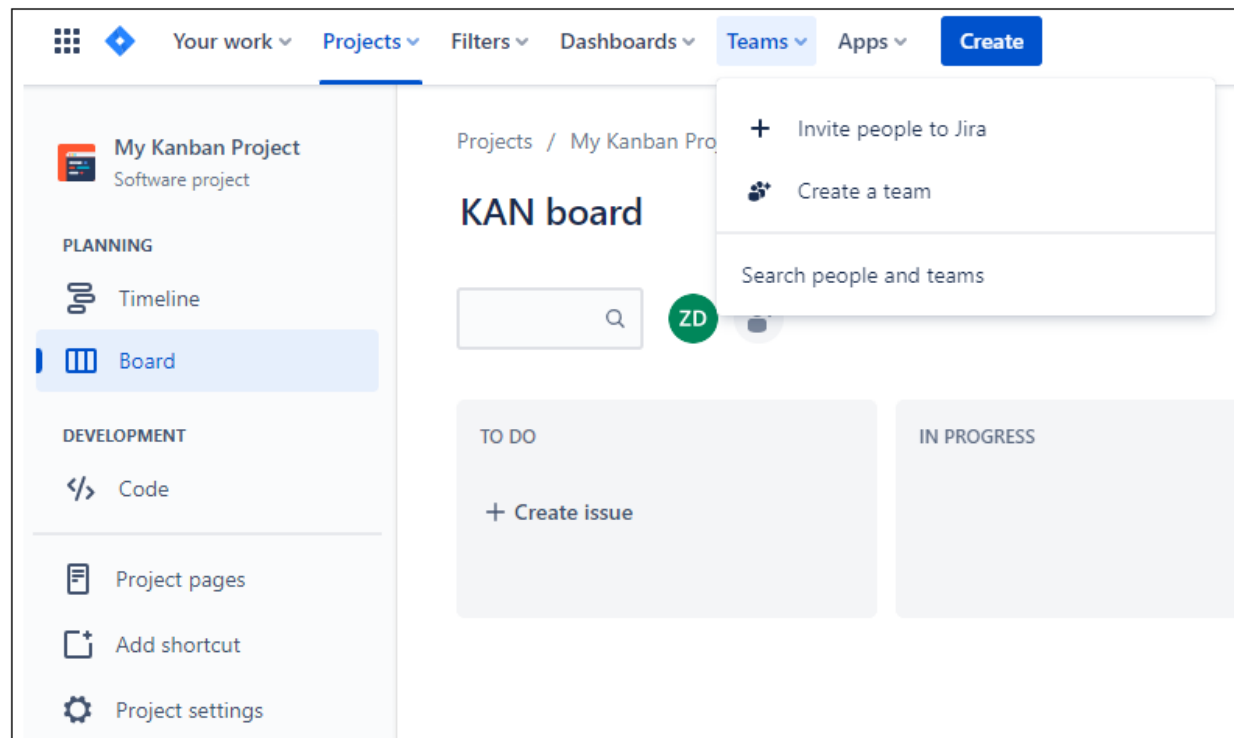 Your work Projects Filters Dashboards Teams Apps Create
My Kanban Project
Software project
PLANNING
Timeline
Board
DEVELOPMENT
Code
Project pages
Add shortcut
Project settings
Projects / My Kanban Pro
KAN board
Invite people to Jira
Create a team
Search people and teams
ZD
TO DO
Create issue
IN PROGRESS